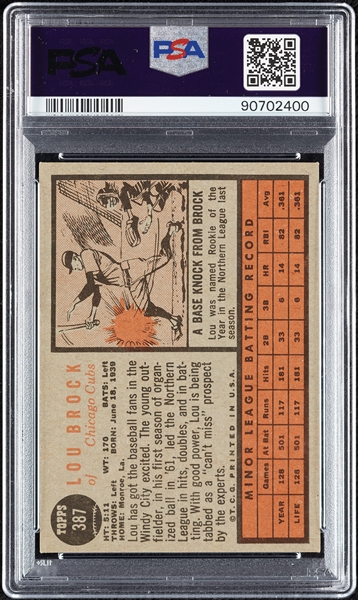 PSA
PSA
90702400
TOPPS
387
LOU BROCK
of Chicago Cubs
HT: 5:11 WT: 170 BATS: Left
THROWS: Left BORN: June 18, 1939
HOME: Monroe, La.
Lou has got the baseball fans in the
Windy City excited. The young out-
fielder, in his first season of organ-
ized ball in '61, led the Northern
League in hits, doubles, and in bat-
ting. With good power, Lou is being
tabbed as a "can't miss" prospect
by the experts.
© T.C.G. PRINTED IN U.S.A.
A BASE KNOCK FROM BROCK
Lou was named Rookie of the
Year in the Northern League last
season.
MINOR LEAGUE BATTING RECORD
Games At Bat Runs Hits 2B 3B HR RBI Avg
YEAR 128 501 117 181 33 6 14 82 .361
LIFE 128 501 117 181 33 6 14 82 .361